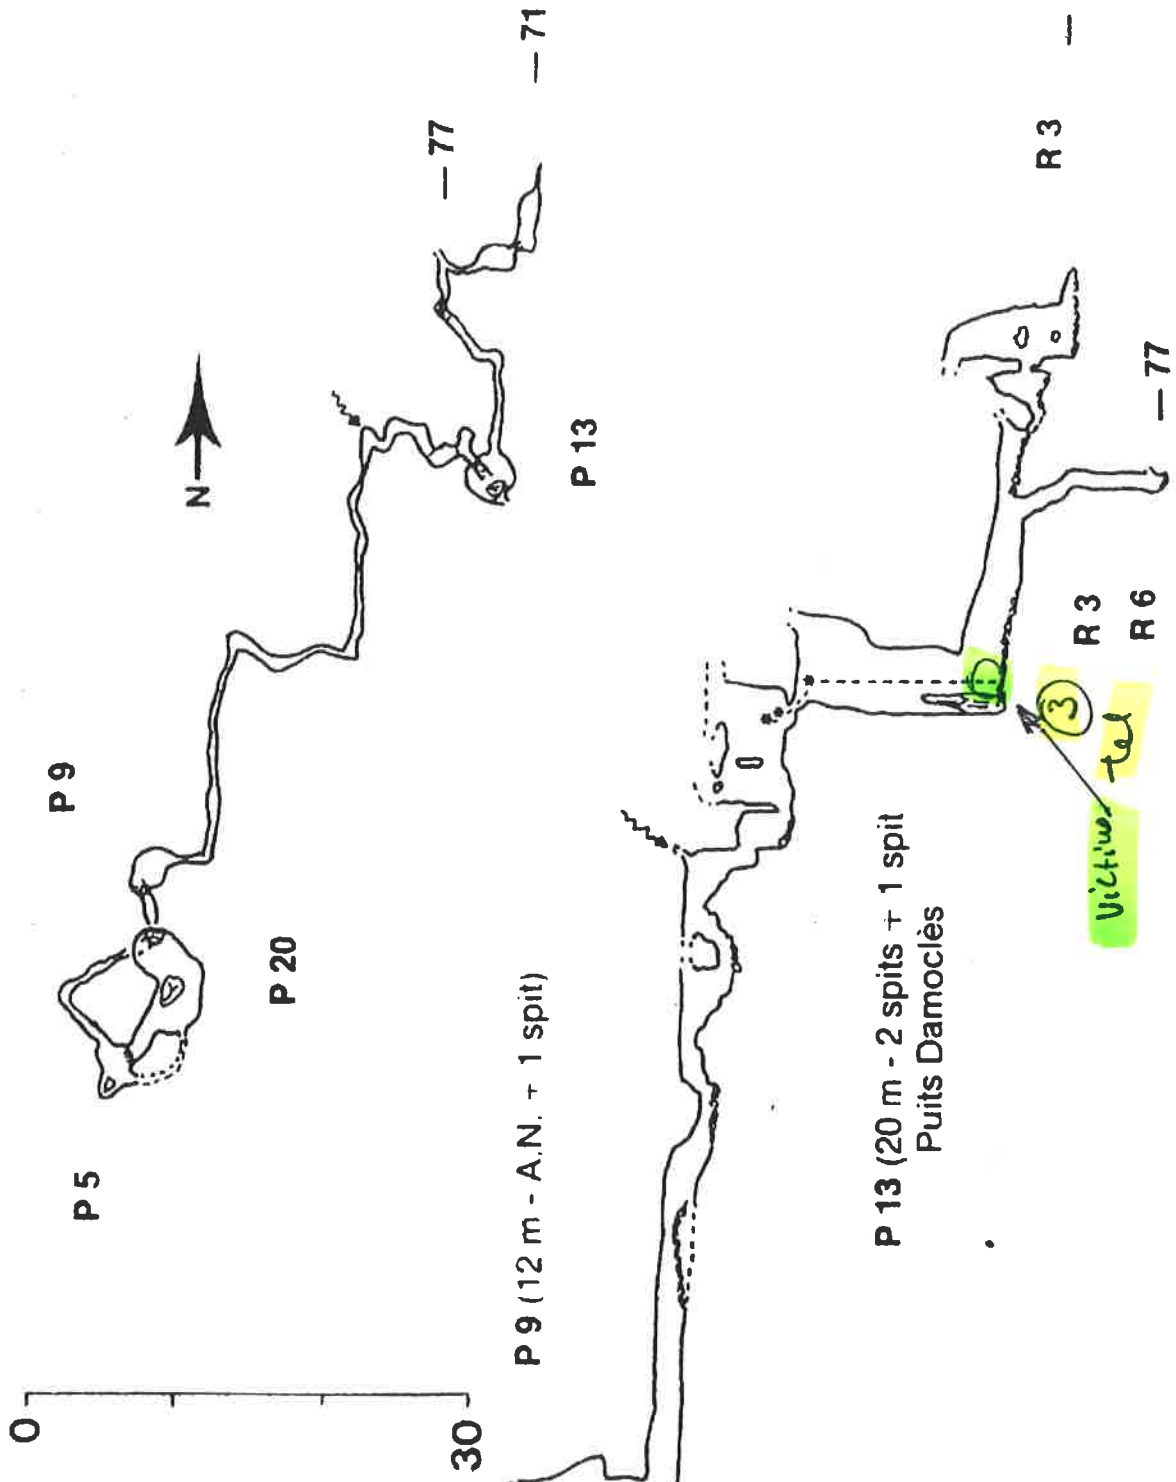 0
30
N
P 5
P 9
P 20
P 13
— 77
— 71
P 9 (12 m - A.N. + 1 spit)
P 13 (20 m - 2 spits + 1 spit
Puits Damoclès
Victime
3
tel
R 3
R 6
— 77
R 3
—